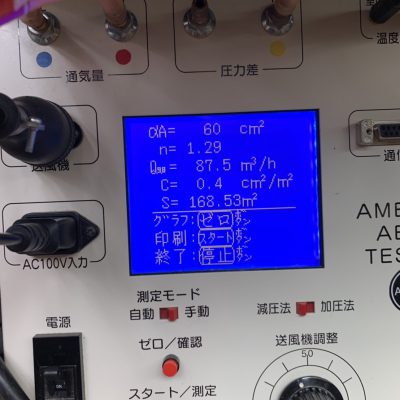 通気量
圧力差
温度
送風機
通信
αA= 60 cm²
n= 1.29
= 87.5 m³/h
C= 0.4 cm²/m²
S= 168.53m²
グラフ:ゼロボタン
印刷:スタートボタン
終了:停止ボタン
AC100V入力
電源
ON
測定モード
自動 手動
減圧法 加圧法
ゼロ/確認
送風機調整
50
スタート/測定